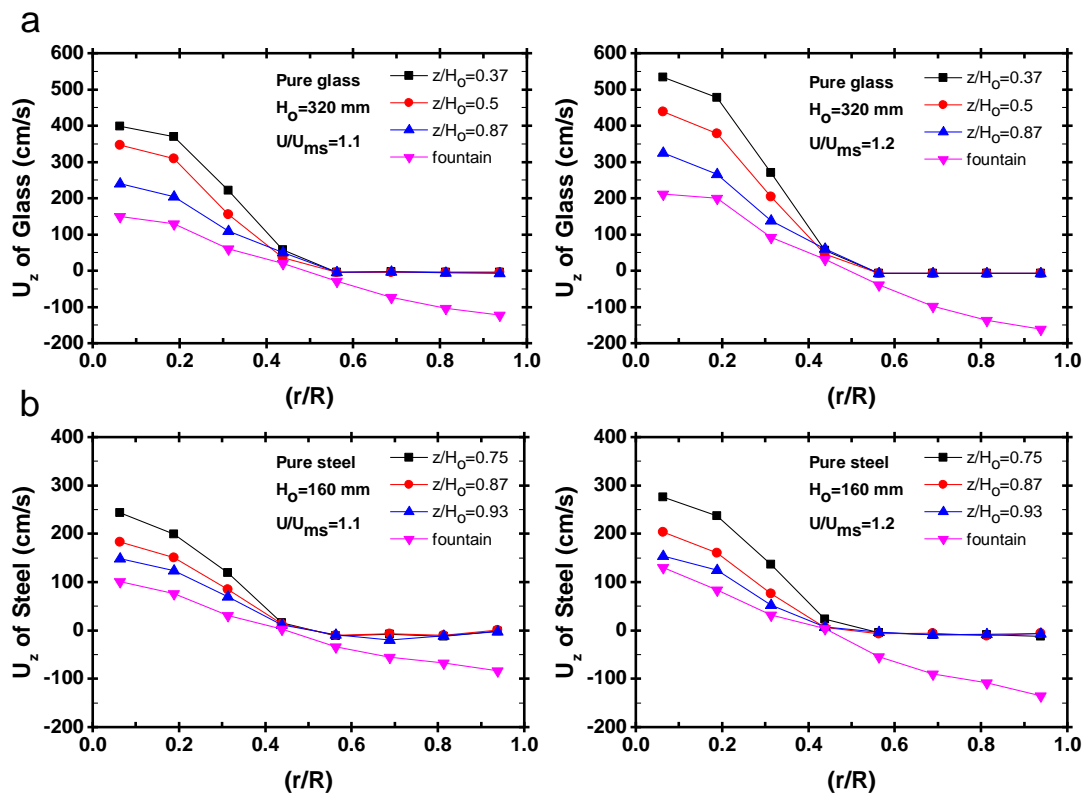 a
600
500
400
300
200
100
0
-100
-200
U_z of Glass (cm/s)
Pure glass
H_o=320 mm
U/U_ms=1.1
z/H_o=0.37
z/H_o=0.5
z/H_o=0.87
fountain
0.0 0.2 0.4 0.6 0.8 1.0
(r/R)
600
500
400
300
200
100
0
-100
-200
U_z of Glass (cm/s)
Pure glass
H_o=320 mm
U/U_ms=1.2
z/H_o=0.37
z/H_o=0.5
z/H_o=0.87
fountain
0.0 0.2 0.4 0.6 0.8 1.0
(r/R)
b
400
300
200
100
0
-100
-200
U_z of Steel (cm/s)
Pure steel
H_o=160 mm
U/U_ms=1.1
z/H_o=0.75
z/H_o=0.87
z/H_o=0.93
fountain
0.0 0.2 0.4 0.6 0.8 1.0
(r/R)
400
300
200
100
0
-100
-200
U_z of Steel (cm/s)
Pure steel
H_o=160 mm
U/U_ms=1.2
z/H_o=0.75
z/H_o=0.87
z/H_o=0.93
fountain
0.0 0.2 0.4 0.6 0.8 1.0
(r/R)